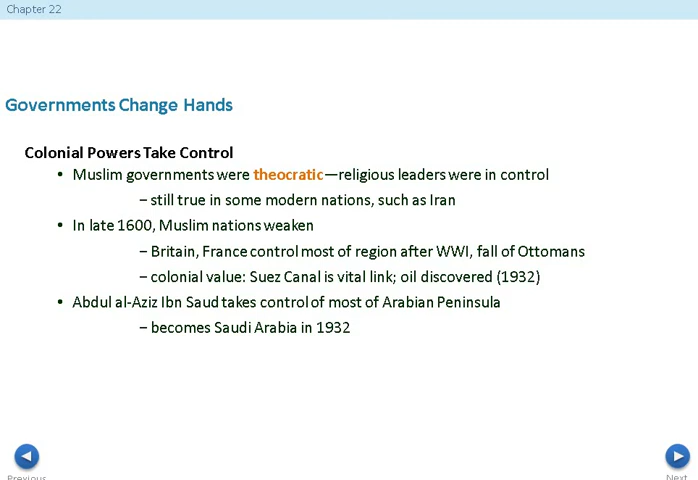 Chapter 22
Governments Change Hands
Colonial Powers Take Control
• Muslim governments were theocratic—religious leaders were in control
– still true in some modern nations, such as Iran
• In late 1600, Muslim nations weaken
– Britain, France control most of region after WWI, fall of Ottomans
– colonial value: Suez Canal is vital link; oil discovered (1932)
• Abdul al-Aziz Ibn Saud takes control of most of Arabian Peninsula
– becomes Saudi Arabia in 1932
Previous
Next